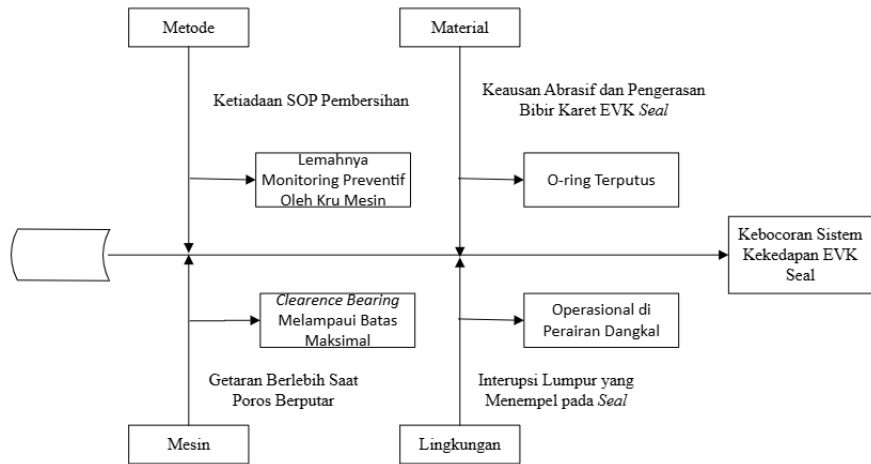 Metode
Material
Ketiadaan SOP Pembersihan
Keausan Abrasif dan Pengerasan
Bibir Karet EVK Seal
Lemahnya
Monitoring Preventif
Oleh Kru Mesin
O-ring Terputus
Kebocoran Sistem
Kekedapan EVK
Seal
Clearence Bearing
Melampaui Batas
Maksimal
Operasional di
Perairan Dangkal
Getaran Berlebih Saat
Poros Berputar
Interupsi Lumpur yang
Menempel pada Seal
Mesin
Lingkungan